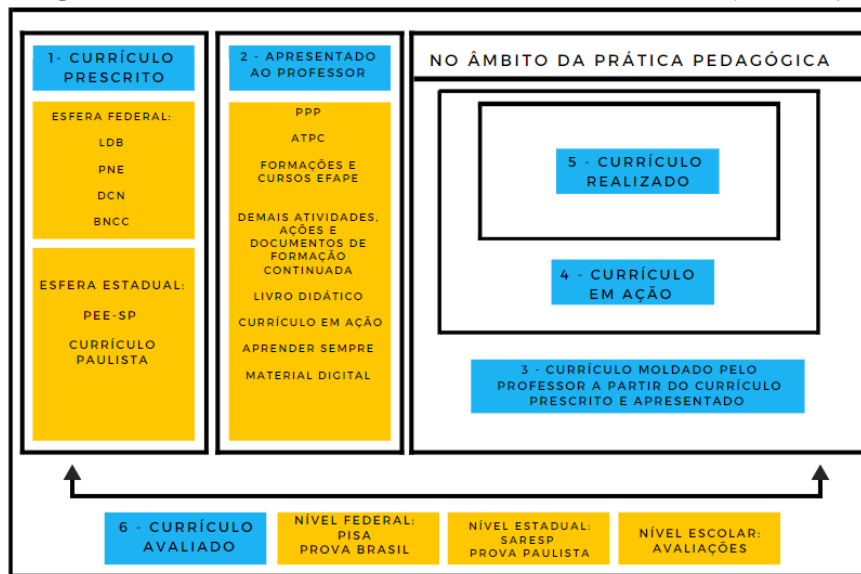 1- CURRÍCULO
PRESCRITO
ESFERA FEDERAL:
LDB
PNE
DCN
BNCC
ESFERA ESTADUAL:
PEE-SP
CURRÍCULO
PAULISTA
2 - APRESENTADO
AO PROFESSOR
PPP
ATPC
FORMAÇÕES E
CURSOS EFAPE
DEMAIS ATIVIDADES,
AÇÕES E
DOCUMENTOS DE
FORMAÇÃO
CONTINUADA
LIVRO DIDÁTICO
CURRÍCULO EM AÇÃO
APRENDER SEMPRE
MATERIAL DIGITAL
NO ÂMBITO DA PRÁTICA PEDAGÓGICA
5 - CURRÍCULO
REALIZADO
4 - CURRÍCULO
EM AÇÃO
3 - CURRÍCULO MOLDADO PELO
PROFESSOR A PARTIR DO CURRÍCULO
PRESCRITO E APRESENTADO
6 - CURRÍCULO
AVALIADO
NÍVEL FEDERAL:
PISA
PROVA BRASIL
NÍVEL ESTADUAL:
SARESP
PROVA PAULISTA
NÍVEL ESCOLAR:
AVALIAÇÕES